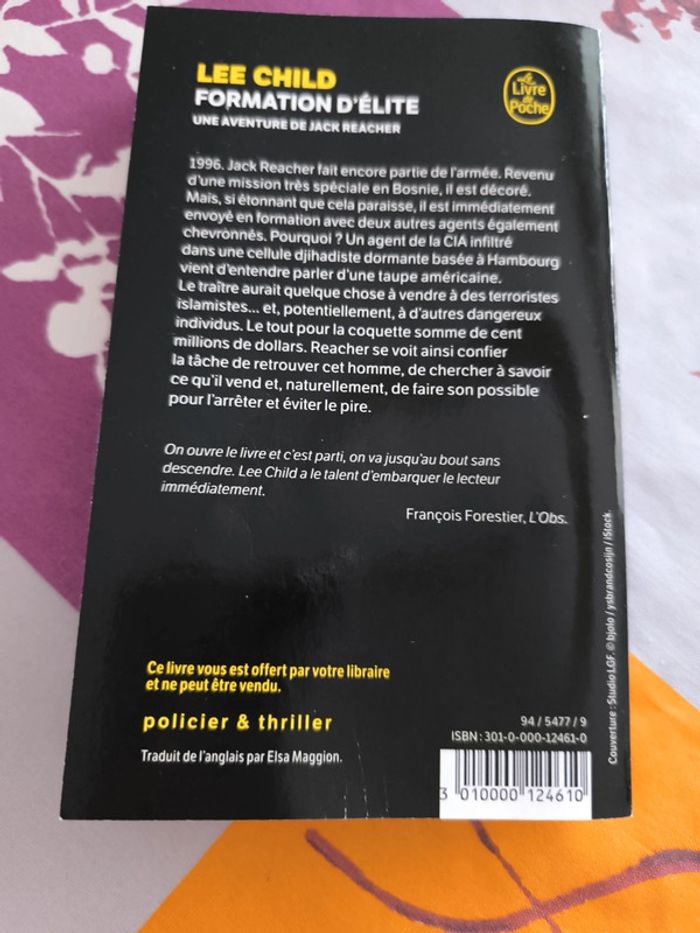 LEE CHILD
FORMATION D'ÉLITE
UNE AVENTURE DE JACK REACHER
Le
Livre
de
Poche
1996. Jack Reacher fait encore partie de l'armée. Revenu
d'une mission très spéciale en Bosnie, il est décoré.
Mais, si étonnant que cela paraisse, il est immédiatement
envoyé en formation avec deux autres agents également
chevronnés. Pourquoi ? Un agent de la CIA infiltré
dans une cellule djihadiste dormante basée à Hambourg
vient d'entendre parler d'une taupe américaine.
Le traître aurait quelque chose à vendre à des terroristes
islamistes... et, potentiellement, à d'autres dangereux
individus. Le tout pour la coquette somme de cent
millions de dollars. Reacher se voit ainsi confier
la tâche de retrouver cet homme, de chercher à savoir
ce qu'il vend et, naturellement, de faire son possible
pour l'arrêter et éviter le pire.
On ouvre le livre et c'est parti, on va jusqu'au bout sans
descendre. Lee Child a le talent d'embarquer le lecteur
immédiatement.
François Forestier, L'Obs.
Ce livre vous est offert par votre libraire
et ne peut être vendu.
policier & thriller
Traduit de l'anglais par Elsa Maggion.
94 / 5477 / 9
ISBN : 301-0-000-12461-0
3 010000 124610
Couverture : Studio LGF. © bjolo / ysbrandcosijn / iStock.